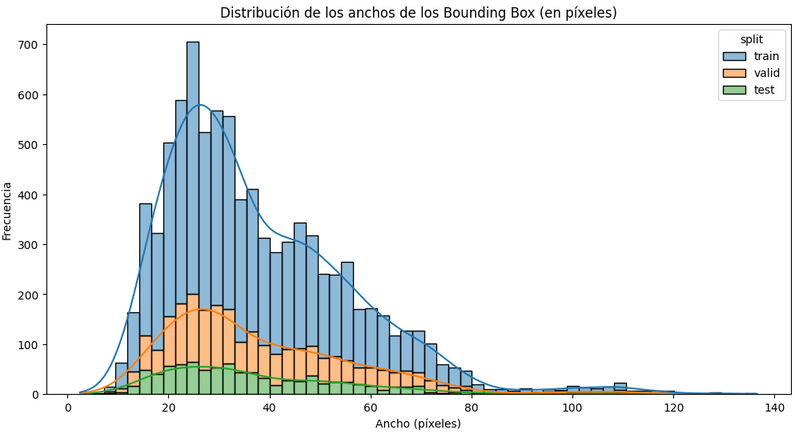 Distribución de los anchos de los Bounding Box (en píxeles)
split
train
valid
test
Frecuencia
700
600
500
400
300
200
100
0
0 20 40 60 80 100 120 140
Ancho (píxeles)